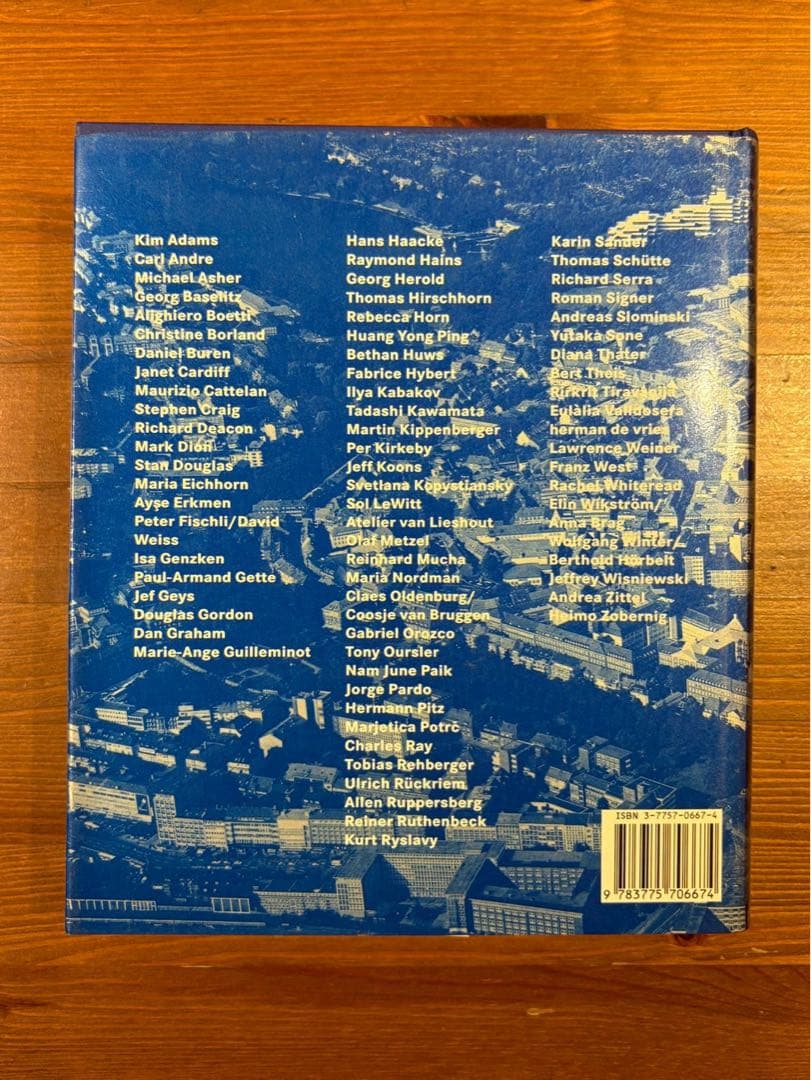 Kim Adams
Carl Andre
Michael Asher
Georg Baselitz
Alighiero Boetti
Christine Borland
Daniel Buren
Janet Cardiff
Maurizio Cattelan
Stephen Craig
Richard Deacon
Mark Dion
Stan Douglas
Maria Eichhorn
Ayşe Erkmen
Peter Fischli/David
Weiss
Isa Genzken
Paul-Armand Gette
Jef Geys
Douglas Gordon
Dan Graham
Marie-Ange Guilleminot
Hans Haacke
Raymond Hains
Georg Herold
Thomas Hirschhorn
Rebecca Horn
Huang Yong Ping
Bethan Huws
Fabrice Hybert
Ilya Kabakov
Tadashi Kawamata
Martin Kippenberger
Per Kirkeby
Jeff Koons
Svetlana Kopystiansky
Sol LeWitt
Atelier van Lieshout
Olaf Metzel
Reinhard Mucha
Maria Nordman
Claes Oldenburg/
Coosje van Bruggen
Gabriel Orozco
Tony Oursler
Nam June Paik
Jorge Pardo
Hermann Pitz
Marjetica Potrč
Charles Ray
Tobias Rehberger
Ulrich Rückriem
Allen Ruppersberg
Reiner Ruthenbeck
Kurt Ryslavy
Karin Sander
Thomas Schütte
Richard Serra
Roman Signer
Andreas Slominski
Yutaka Sone
Diana Thater
Bert Theis
Rirkrit Tiravanija
Eulàlia Valldosera
herman de vries
Lawrence Weiner
Franz West
Rachel Whiteread
Elin Wikström/
Anna Brag
Wolfgang Winter/
Berthold Hörbelt
Jeffrey Wisniewski
Andrea Zittel
Heimo Zobernig
ISBN 3-7757-0667-4
9 783775 706674